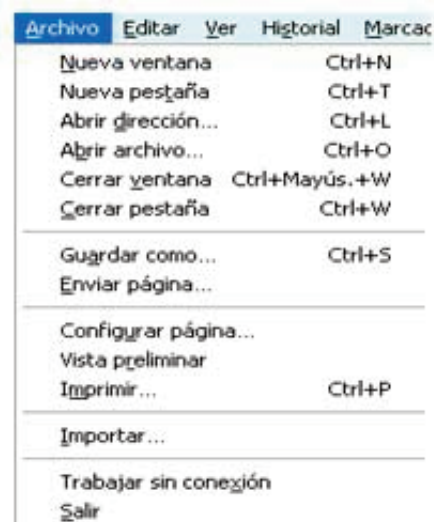 Archivo Editar Ver Historial Marcac
Nueva ventana Ctrl+N
Nueva pestaña Ctrl+T
Abrir dirección... Ctrl+L
Abrir archivo... Ctrl+O
Cerrar ventana Ctrl+Mayús.+W
Cerrar pestaña Ctrl+W
Guardar como... Ctrl+S
Enviar página...
Configurar página...
Vista preliminar
Imprimir... Ctrl+P
Importar...
Trabajar sin conexión
Salir